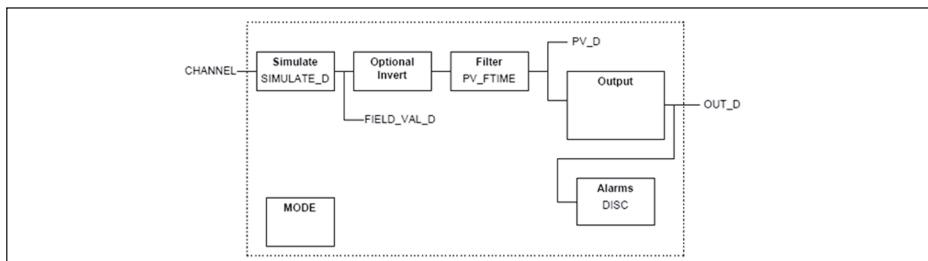 CHANNEL
Simulate
SIMULATE_D
Optional
Invert
Filter
PV_FTIME
PV_D
Output
OUT_D
FIELD_VAL_D
Alarms
DISC
MODE